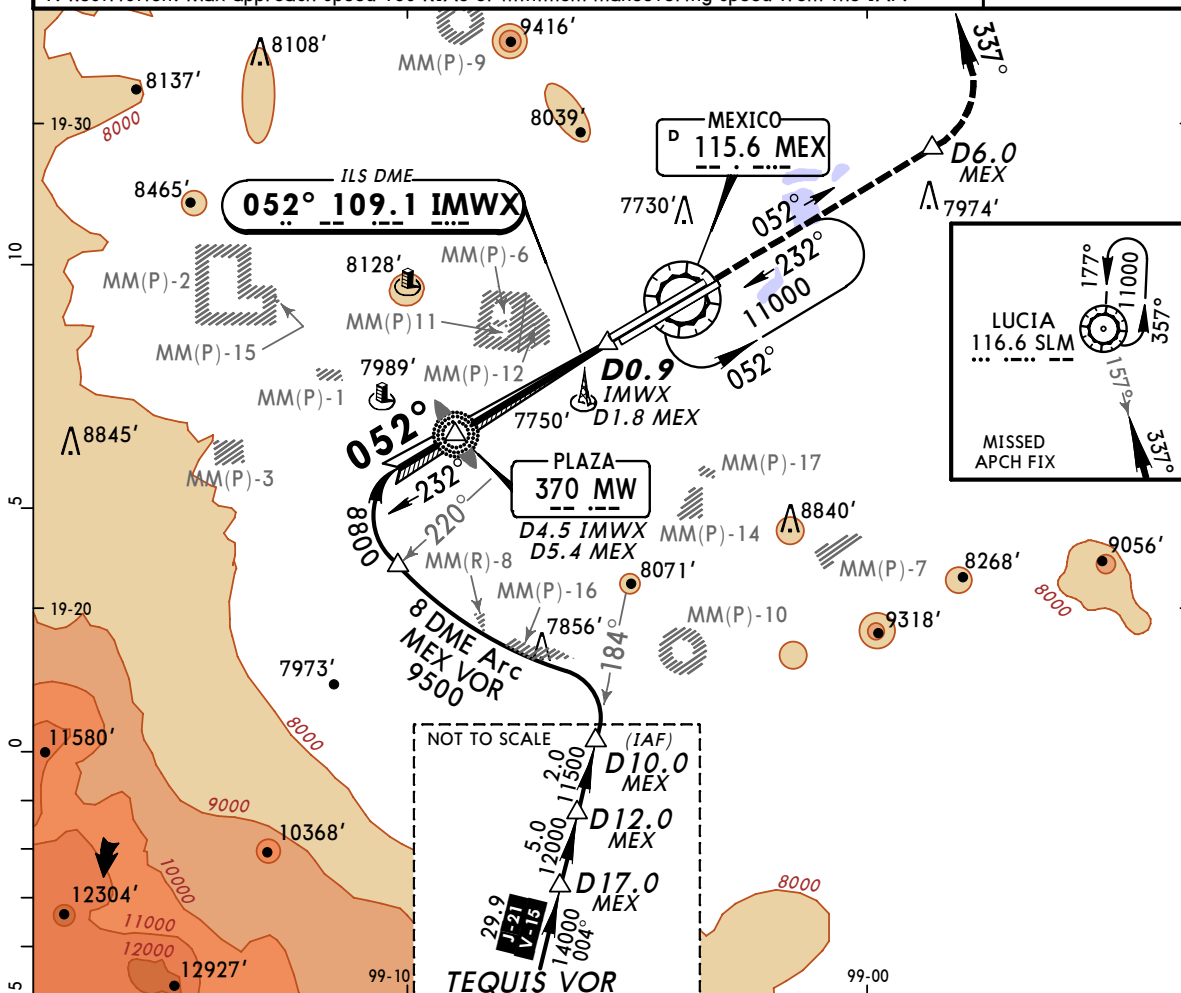 9416'
8108'
MM(P)-9
337°
8137'
8000
19-30
8039'
MEXICO
D 115.6 MEX
D6.0
MEX
ILS DME
052° 109.1 IMWX
8465'
7730'
052°
7974'
10
MM(P)-2
8128'
MM(P)-6
232°
11000
177°
11000
357°
LUCIA
116.6 SLM
MM(P)11
MM(P)-15
052°
7989'
MM(P)-12
D0.9
IMWX
D1.8 MEX
157°
MM(P)-1
7750'
052°
8845'
MISSED
APCH FIX
337°
MM(P)-3
232°
PLAZA
370 MW
MM(P)-17
5
220°
D4.5 IMWX
D5.4 MEX
MM(P)-14
8840'
8800
MM(R)-8
MM(P)-7
8071'
8268'
9056'
8000
19-20
MM(P)-16
MM(P)-10
8 DME Arc
MEX VOR
9500
7856'
184°
9318'
7973'
8000
11580'
0
NOT TO SCALE
(IAF)
D10.0
MEX
2.0
11500
9000
D12.0
MEX
10368'
5.0
12000
10000
8000
D17.0
MEX
12304'
29.9
J-21
V-15
14000
004°
11000
12000
12927'
99-10
TEQUIS VOR
99-00
5